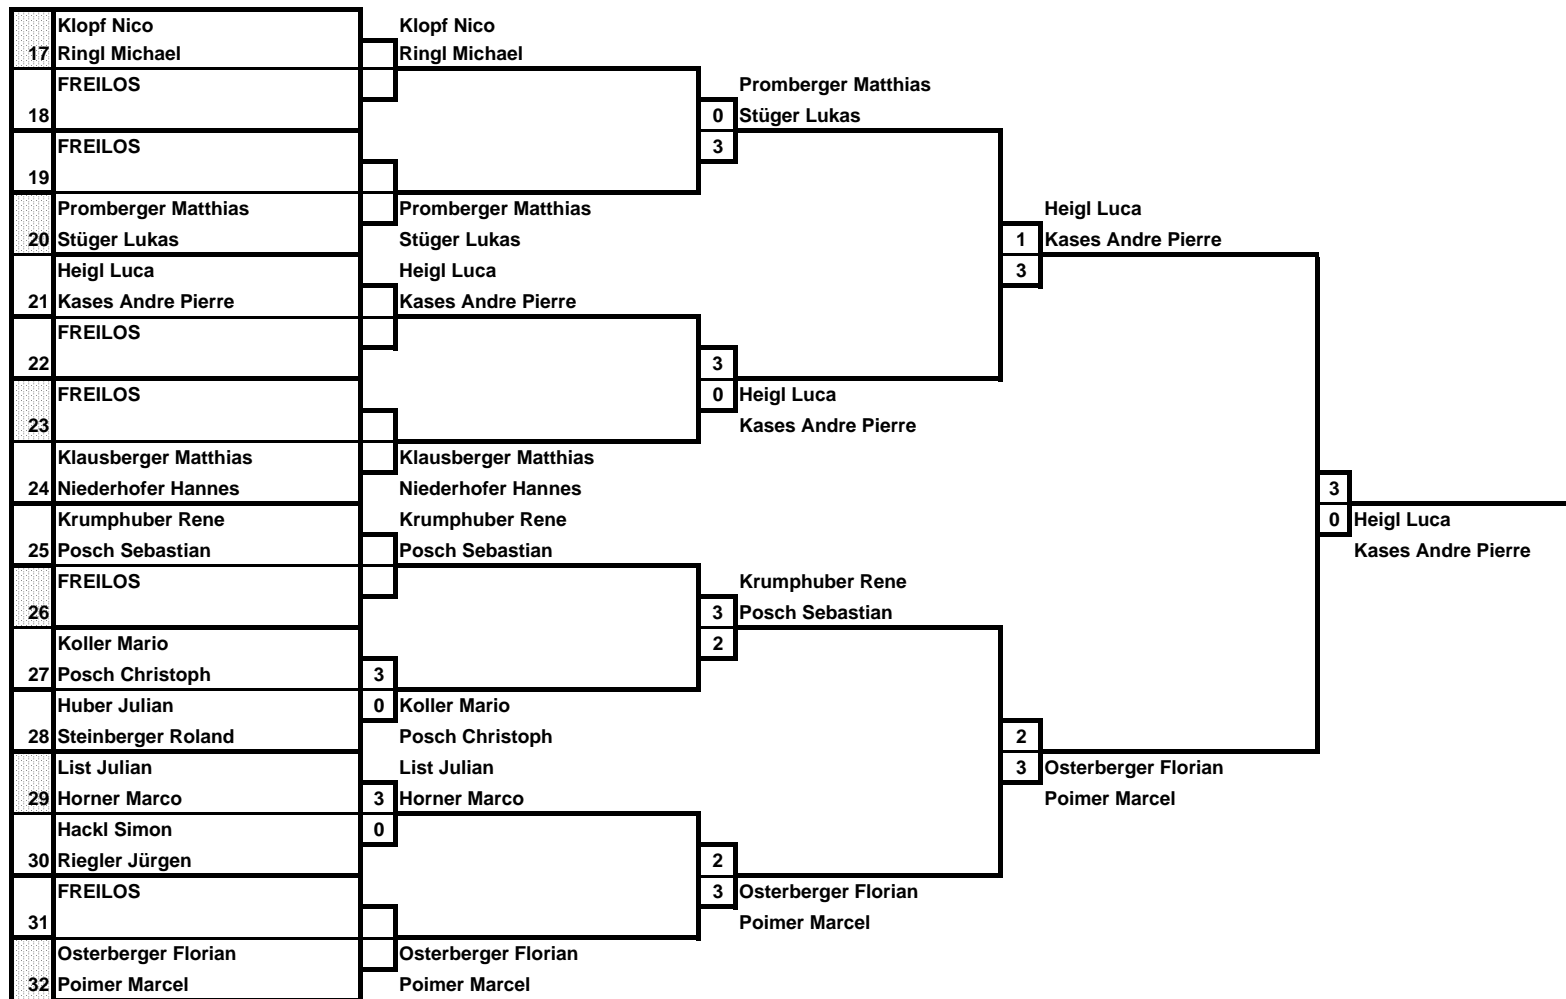 Klopf Nico Klopf Nico
17 Ringl Michael Ringl Michael
FREILOS Promberger Matthias
18 0 Stüger Lukas
FREILOS 3
19
Promberger Matthias Promberger Matthias Heigl Luca
20 Stüger Lukas Stüger Lukas 1 Kases Andre Pierre
Heigl Luca Heigl Luca 3
21 Kases Andre Pierre Kases Andre Pierre
FREILOS
22 3
FREILOS 0 Heigl Luca
23 Kases Andre Pierre
Klausberger Matthias Klausberger Matthias
24 Niederhofer Hannes Niederhofer Hannes 3
Krumphuber Rene Krumphuber Rene 0 Heigl Luca
25 Posch Sebastian Posch Sebastian Kases Andre Pierre
FREILOS Krumphuber Rene
26 3 Posch Sebastian
Koller Mario 2
27 Posch Christoph 3
Huber Julian 0 Koller Mario
28 Steinberger Roland Posch Christoph 2
List Julian List Julian 3 Osterberger Florian
29 Horner Marco 3 Horner Marco Poimer Marcel
Hackl Simon 0
30 Riegler Jürgen 2
FREILOS 3 Osterberger Florian
31 Poimer Marcel
Osterberger Florian Osterberger Florian
32 Poimer Marcel Poimer Marcel